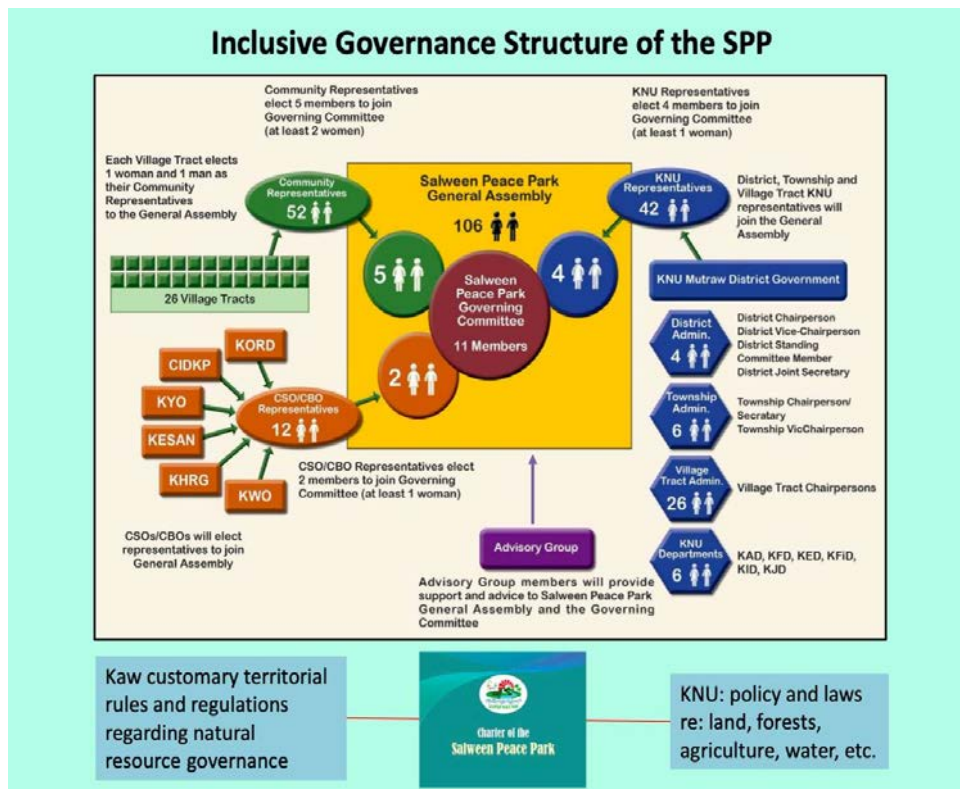 Inclusive Governance Structure of the SPP
Community Representatives
elect 5 members to join
Governing Committee
(at least 2 women)
KNU Representatives
elect 4 members to join
Governing Committee
(at least 1 woman)
Each Village Tract elects
1 woman and 1 man as
their Community
Representatives
to the General Assembly
Community
Representatives
52
Salween Peace Park
General Assembly
106
KNU
Representatives
42
District, Township and
Village Tract KNU
representatives will
join the General
Assembly
26 Village Tracts
5
Salween
Peace Park
Governing
Committee
11 Members
4
KNU Mutraw District Government
KORD
CIDKP
KYO
KESAN
KHRG
KWO
CSO/CBO
Representatives
12
2
CSO/CBO Representatives elect
2 members to join Governing
Committee (at least 1 woman)
CSOs/CBOs will elect
representatives to join
General Assembly
District
Admin.
4
District Chairperson
District Vice-Chairperson
District Standing
Committee Member
District Joint Secretary
Township
Admin.
6
Township Chairperson/
Secratary
Township VicChairperson
Village
Tract Admin.
26
Village Tract Chairpersons
KNU
Departments
6
KAD, KFD, KED, KFiD,
KID, KJD
Advisory Group
Advisory Group members will provide
support and advice to Salween Peace Park
General Assembly and the Governing
Committee
Kaw customary territorial
rules and regulations
regarding natural
resource governance
Charter of the
Salween Peace Park
KNU: policy and laws
re: land, forests,
agriculture, water, etc.